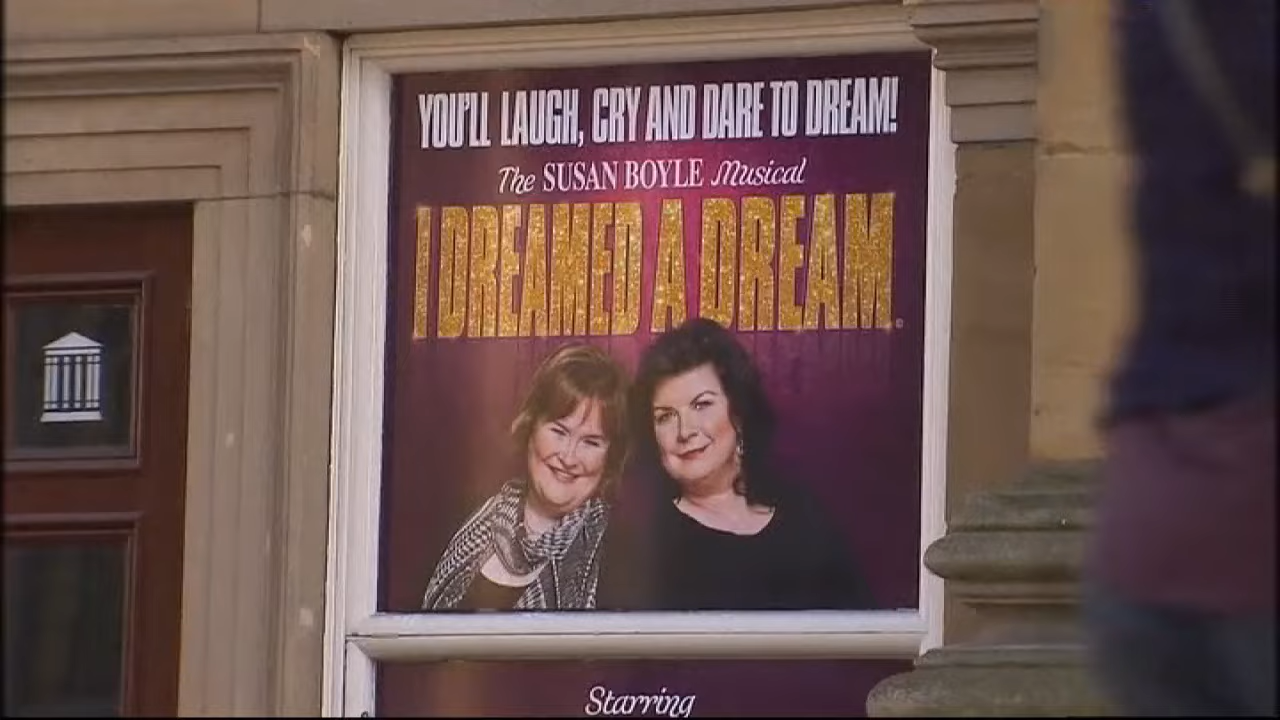 YOU'LL LAUGH, CRY AND DARE TO DREAM!
The SUSAN BOYLE Musical
I DREAMED A DREAM.
Starring